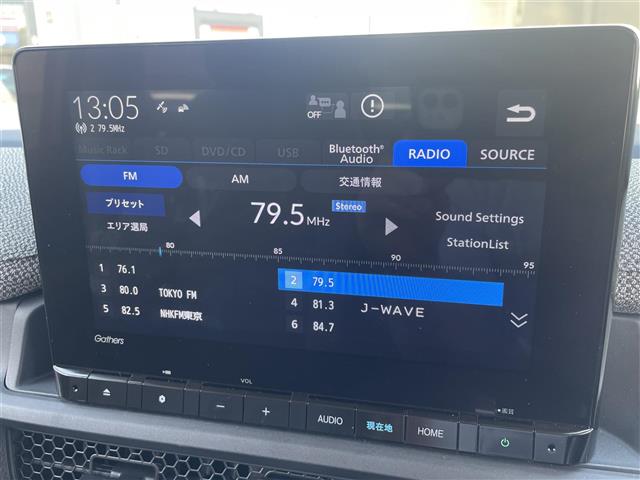 13:05
OFF
2 79.5MHz
Music Rack SD DVD/CD USB Bluetooth® Audio RADIO SOURCE
FM AM 交通情報
プリセット
エリア選局
79.5 MHz
Stereo
Sound Settings
StationList
80 85 90 95
1 76.1
2 79.5
3 80.0 TOKYO FM
4 81.3 J-WAVE
5 82.5 NHKFM東京
6 84.7
Gathers
VOL
AUDIO 現在地 HOME
画質